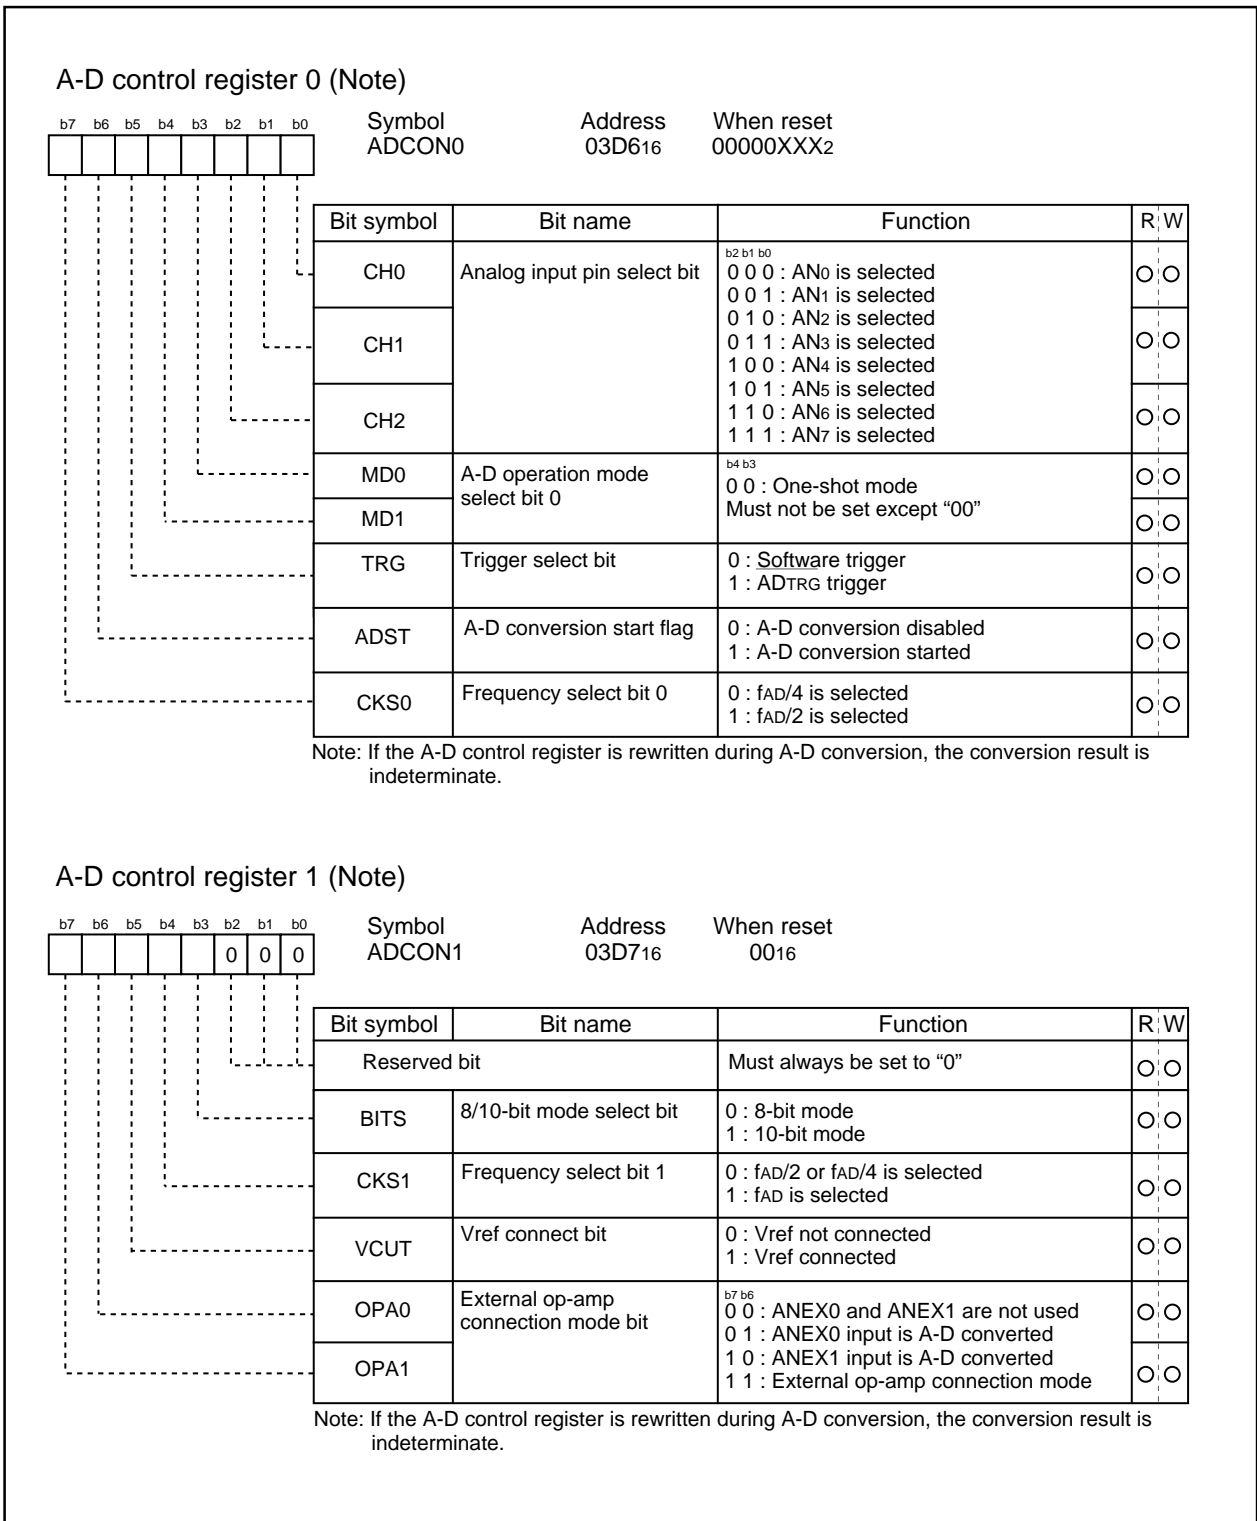 A-D control register 0 (Note)
b7 b6 b5 b4 b3 b2 b1 b0
Symbol Address When reset
ADCON0 03D616 00000XXX2
Bit symbol Bit name Function R W
CH0 Analog input pin select bit
b2 b1 b0
0 0 0 : AN0 is selected
0 0 1 : AN1 is selected
0 1 0 : AN2 is selected
CH1
0 1 1 : AN3 is selected
1 0 0 : AN4 is selected
1 0 1 : AN5 is selected
CH2
1 1 0 : AN6 is selected
1 1 1 : AN7 is selected
MD0 A-D operation mode
select bit 0
b4 b3
0 0 : One-shot mode
Must not be set except “00”
MD1
TRG Trigger select bit 0 : Software trigger
1 : ADTRG trigger
ADST A-D conversion start flag 0 : A-D conversion disabled
1 : A-D conversion started
CKS0 Frequency select bit 0 0 : fAD/4 is selected
1 : fAD/2 is selected
Note: If the A-D control register is rewritten during A-D conversion, the conversion result is
indeterminate.
A-D control register 1 (Note)
b7 b6 b5 b4 b3 b2 b1 b0
0 0 0
Symbol Address When reset
ADCON1 03D716 0016
Bit symbol Bit name Function R W
Reserved bit Must always be set to “0”
BITS 8/10-bit mode select bit 0 : 8-bit mode
1 : 10-bit mode
CKS1 Frequency select bit 1 0 : fAD/2 or fAD/4 is selected
1 : fAD is selected
VCUT Vref connect bit 0 : Vref not connected
1 : Vref connected
OPA0 External op-amp
connection mode bit
b7 b6
0 0 : ANEX0 and ANEX1 are not used
0 1 : ANEX0 input is A-D converted
OPA1
1 0 : ANEX1 input is A-D converted
1 1 : External op-amp connection mode
Note: If the A-D control register is rewritten during A-D conversion, the conversion result is
indeterminate.